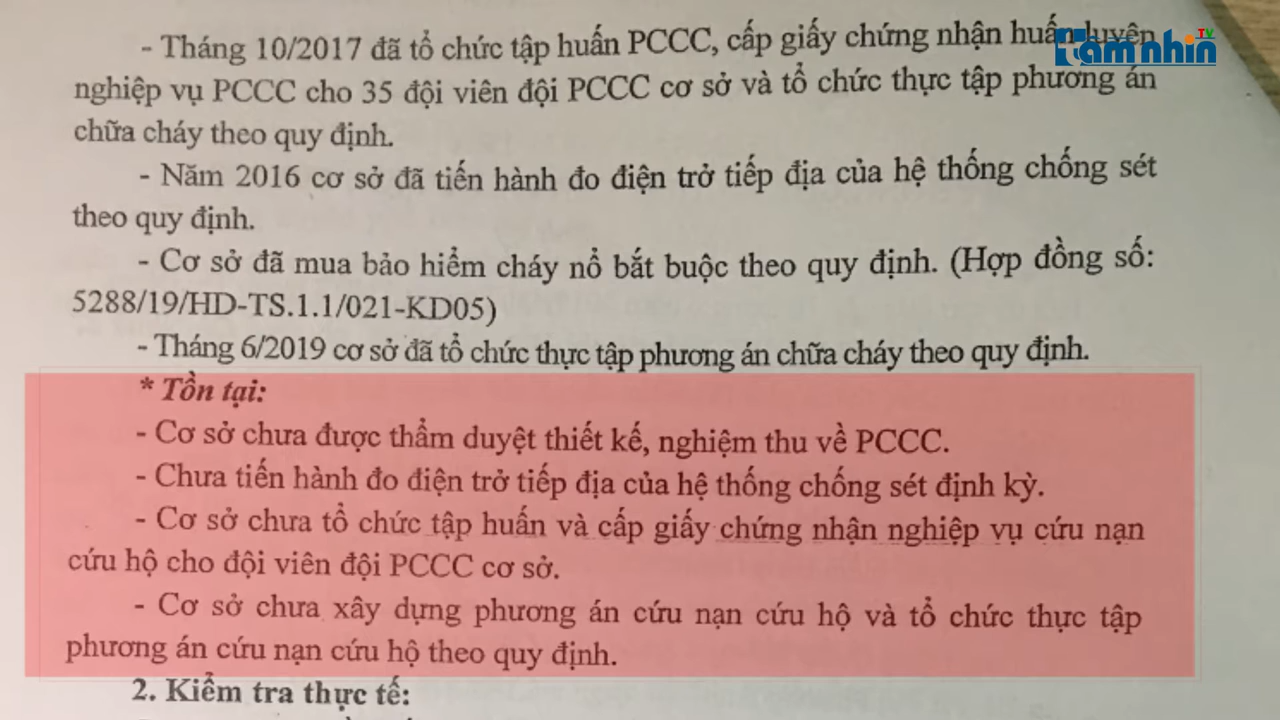 - Tháng 10/2017 đã tổ chức tập huấn PCCC, cấp giấy chứng nhận huấn luyện
tamnhin TV
nghiệp vụ PCCC cho 35 đội viên đội PCCC cơ sở và tổ chức thực tập phương án
chữa cháy theo quy định.
- Năm 2016 cơ sở đã tiến hành đo điện trở tiếp địa của hệ thống chống sét
theo quy định.
- Cơ sở đã mua bảo hiểm cháy nổ bắt buộc theo quy định. (Hợp đồng số:
5288/19/HD-TS.1.1/021-KD05)
- Tháng 6/2019 cơ sở đã tổ chức thực tập phương án chữa cháy theo quy định.
* Tồn tại:
- Cơ sở chưa được thẩm duyệt thiết kế, nghiệm thu về PCCC.
- Chưa tiến hành đo điện trở tiếp địa của hệ thống chống sét định kỳ.
- Cơ sở chưa tổ chức tập huấn và cấp giấy chứng nhận nghiệp vụ cứu nạn
cứu hộ cho đội viên đội PCCC cơ sở.
- Cơ sở chưa xây dựng phương án cứu nạn cứu hộ và tổ chức thực tập
phương án cứu nạn cứu hộ theo quy định.
2. Kiểm tra thực tế: